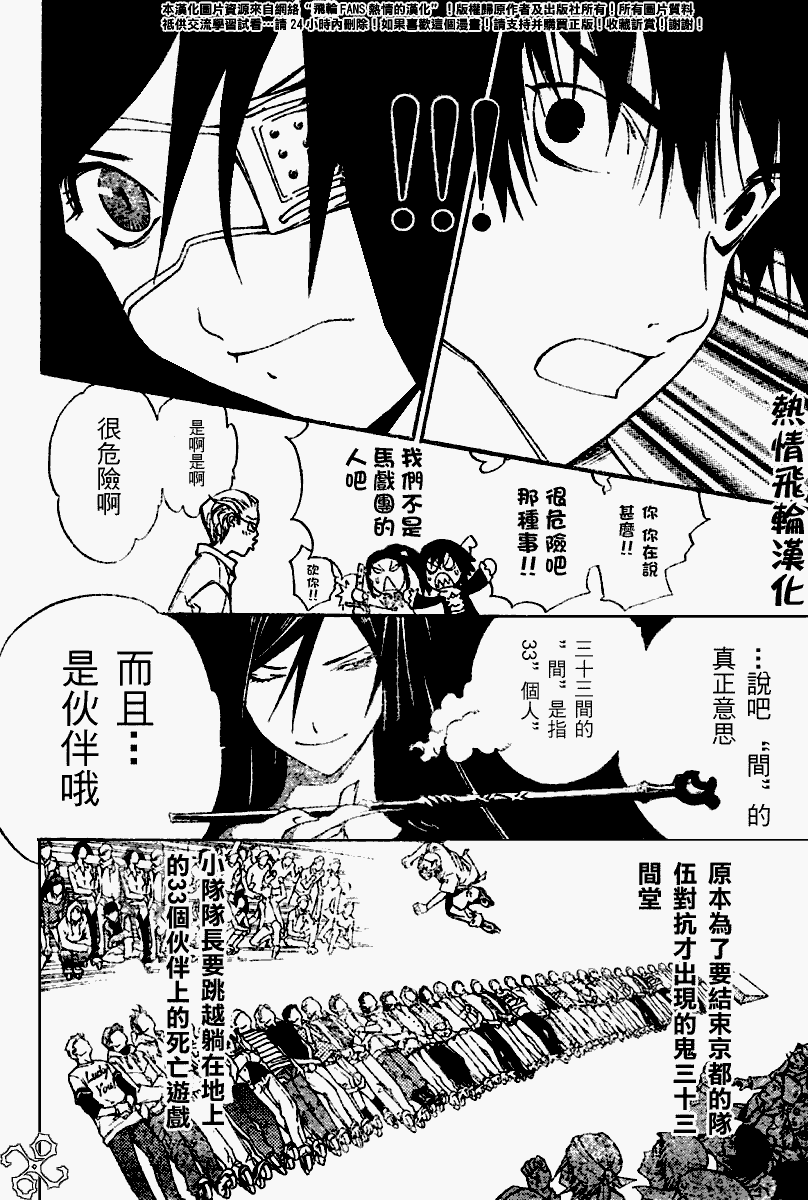 本漢化圖片資源來自網絡“飛輪FANS熱情的漢化”！版權歸原作者及出版社所有！所有圖片質料
祇供交流學習試看…請24小時內刪除！如果喜歡這個漫畫！請支持并購買正版！收藏訢賞！謝謝！
!!!
熱情飛輪漢化
你 你在說
甚麼!!
很危險吧
那種事!!
我們不是
馬戲團的
人吧
砍你!!
是啊是啊
很危險啊
…說吧“間”的
真正意思
三十三間的
“間”是指
33”個人”
而且…
是伙伴哦
原本為了要結束京都的隊
伍對抗才出現的鬼三十三
間堂
小隊隊長要跳越躺在地上
的33個伙伴上的死亡遊戲
Lucky
You!